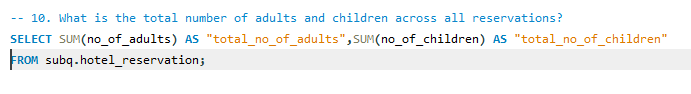 -- 10. What is the total number of adults and children across all reservations?
SELECT SUM(no_of_adults) AS "total_no_of_adults",SUM(no_of_children) AS "total_no_of_children"
FROM subq.hotel_reservation;